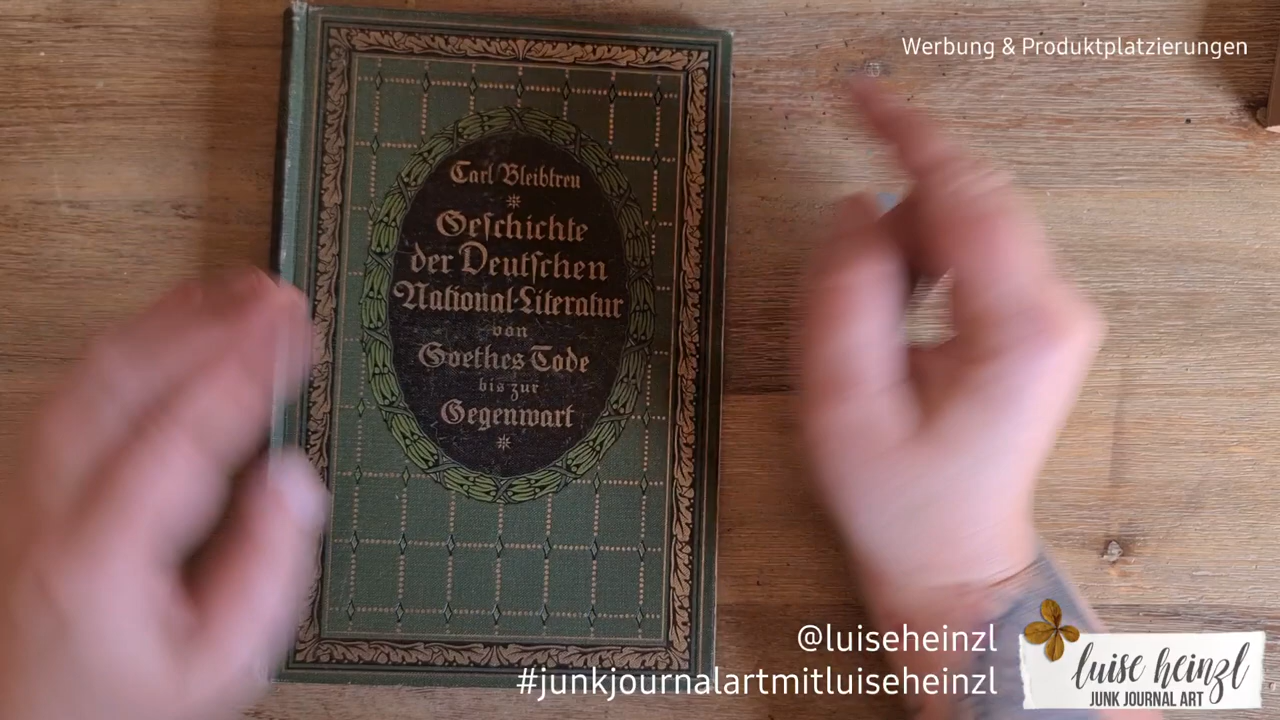 Werbung & Produktplatzierungen
Carl Bleibtreu
Geschichte
der Deutschen
National-Literatur
von
Goethes Tode
bis zur
Gegenwart
@luiseheinzl
#junkjournalartmitluiseheinzl
luise heinzl
JUNK JOURNAL ART